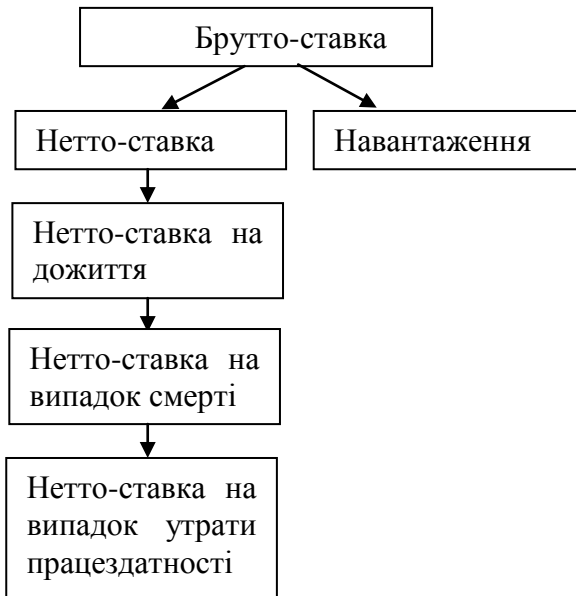 Брутто-ставка
Нетто-ставка
Навантаження
Нетто-ставка на
дожиття
Нетто-ставка на
випадок смерті
Нетто-ставка на
випадок утрати
працездатності